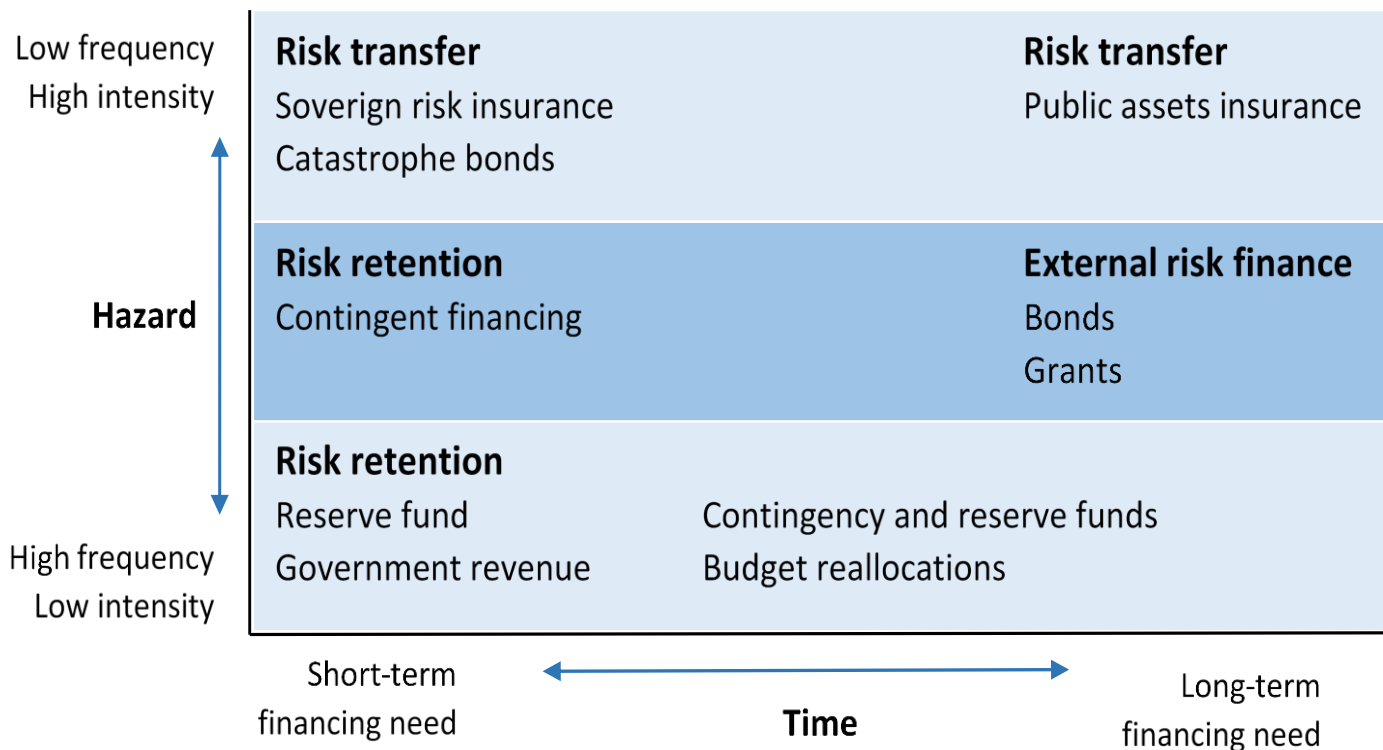 Low frequency
High intensity
Risk transfer
Soverign risk insurance
Catastrophe bonds
Risk transfer
Public assets insurance
Hazard
Risk retention
Contingent financing
External risk finance
Bonds
Grants
High frequency
Low intensity
Risk retention
Reserve fund
Government revenue
Contingency and reserve funds
Budget reallocations
Short-term
financing need
Time
Long-term
financing need